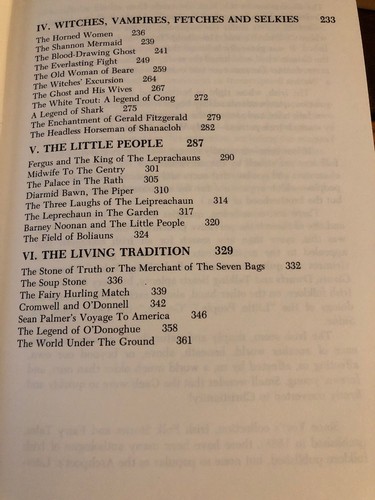 IV. WITCHES, VAMPIRES, FETCHES AND SELKIES 233
The Horned Women 236
The Shannon Mermaid 239
The Blood-Drawing Ghost 241
The Everlasting Fight 249
The Old Woman of Beare 259
The Witches' Excursion 264
The Ghost and His Wives 267
The White Trout: A legend of Cong 272
A Legend of Shark 275
The Enchantment of Gerald Fitzgerald 279
The Headless Horseman of Shanacloh 282
V. THE LITTLE PEOPLE 287
Fergus and The King of The Leprachauns 290
Midwife To The Gentry 301
The Palace in The Rath 305
Diarmid Bawn, The Piper 310
The Three Laughs of The Leipreachaun 314
The Leprechaun in The Garden 317
Barney Noonan and The Little People 320
The Field of Boliauns 324
VI. THE LIVING TRADITION 329
The Stone of Truth or The Merchant of The Seven Bags 332
The Soup Stone 336
The Fairy Hurling Match 339
Cromwell and O'Donnell 342
Sean Palmer's Voyage To America 346
The Legend of O'Donoghue 358
The World Under The Ground 361